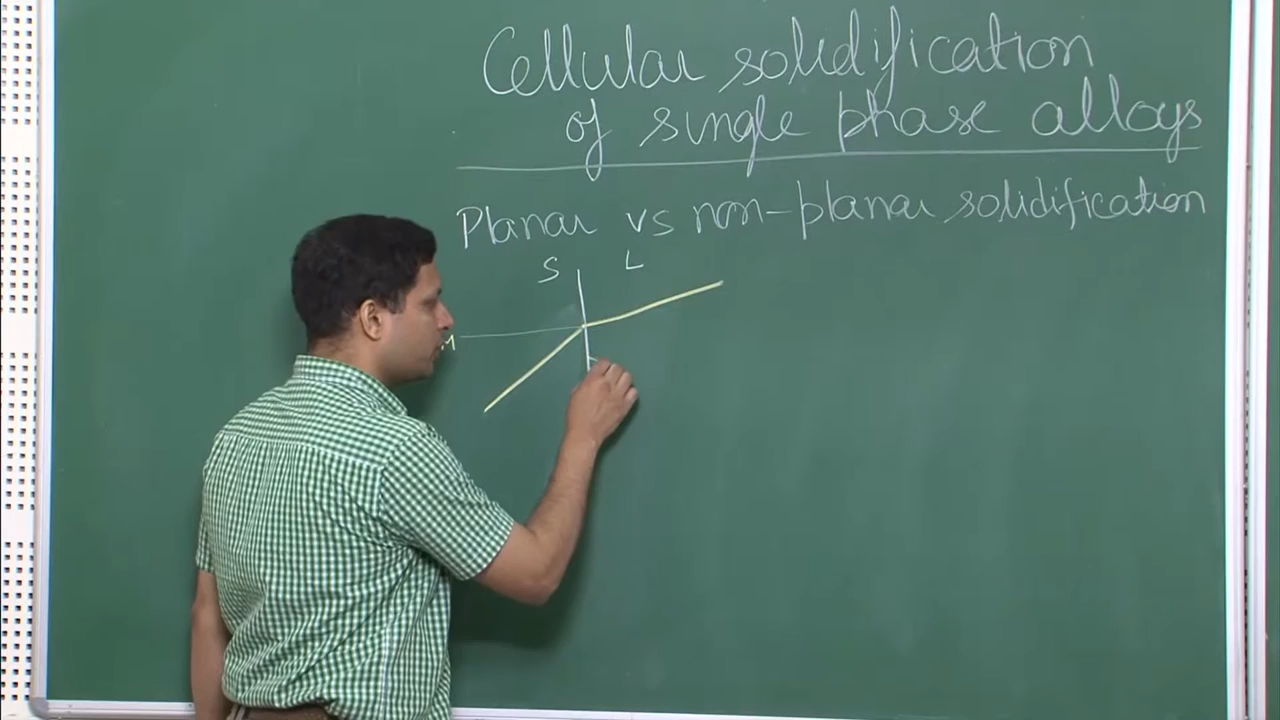 Cellular solidification
of single phase alloys
Planar vs non-planar solidification
S L